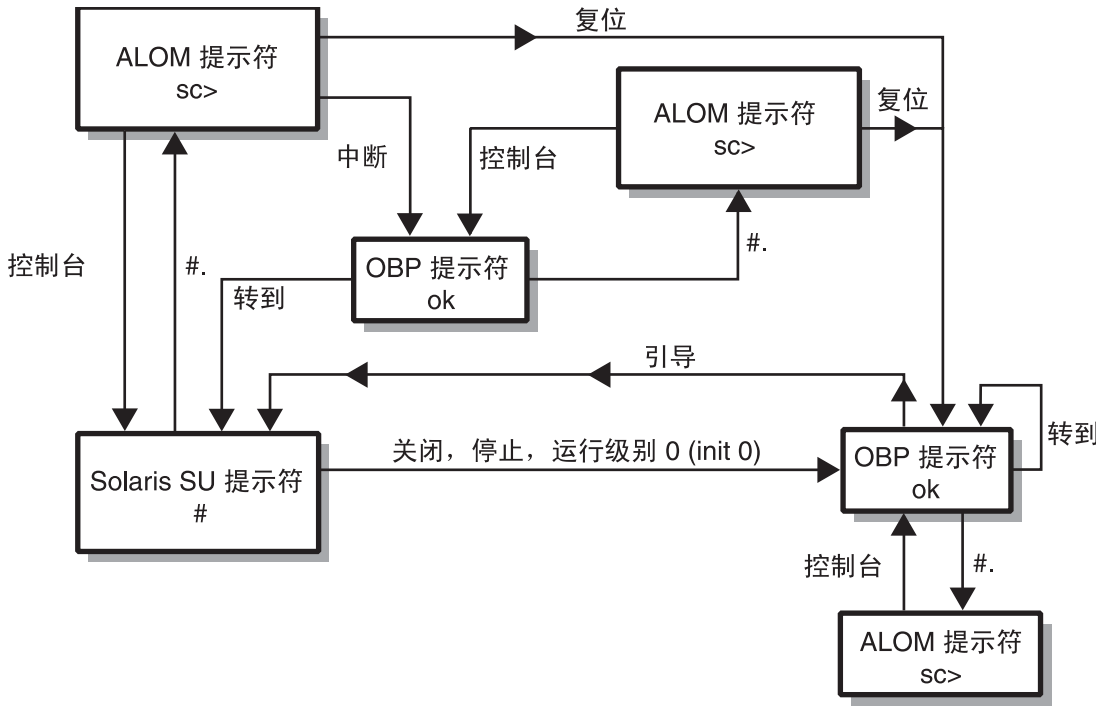 复位
ALOM 提示符
sc>
ALOM 提示符
sc>
复位
中断
控制台
控制台
#.
#.
OBP 提示符
ok
转到
引导
关闭，停止，运行级别 0 (init 0)
转到
Solaris SU 提示符
#
OBP 提示符
ok
控制台
#.
ALOM 提示符
sc>